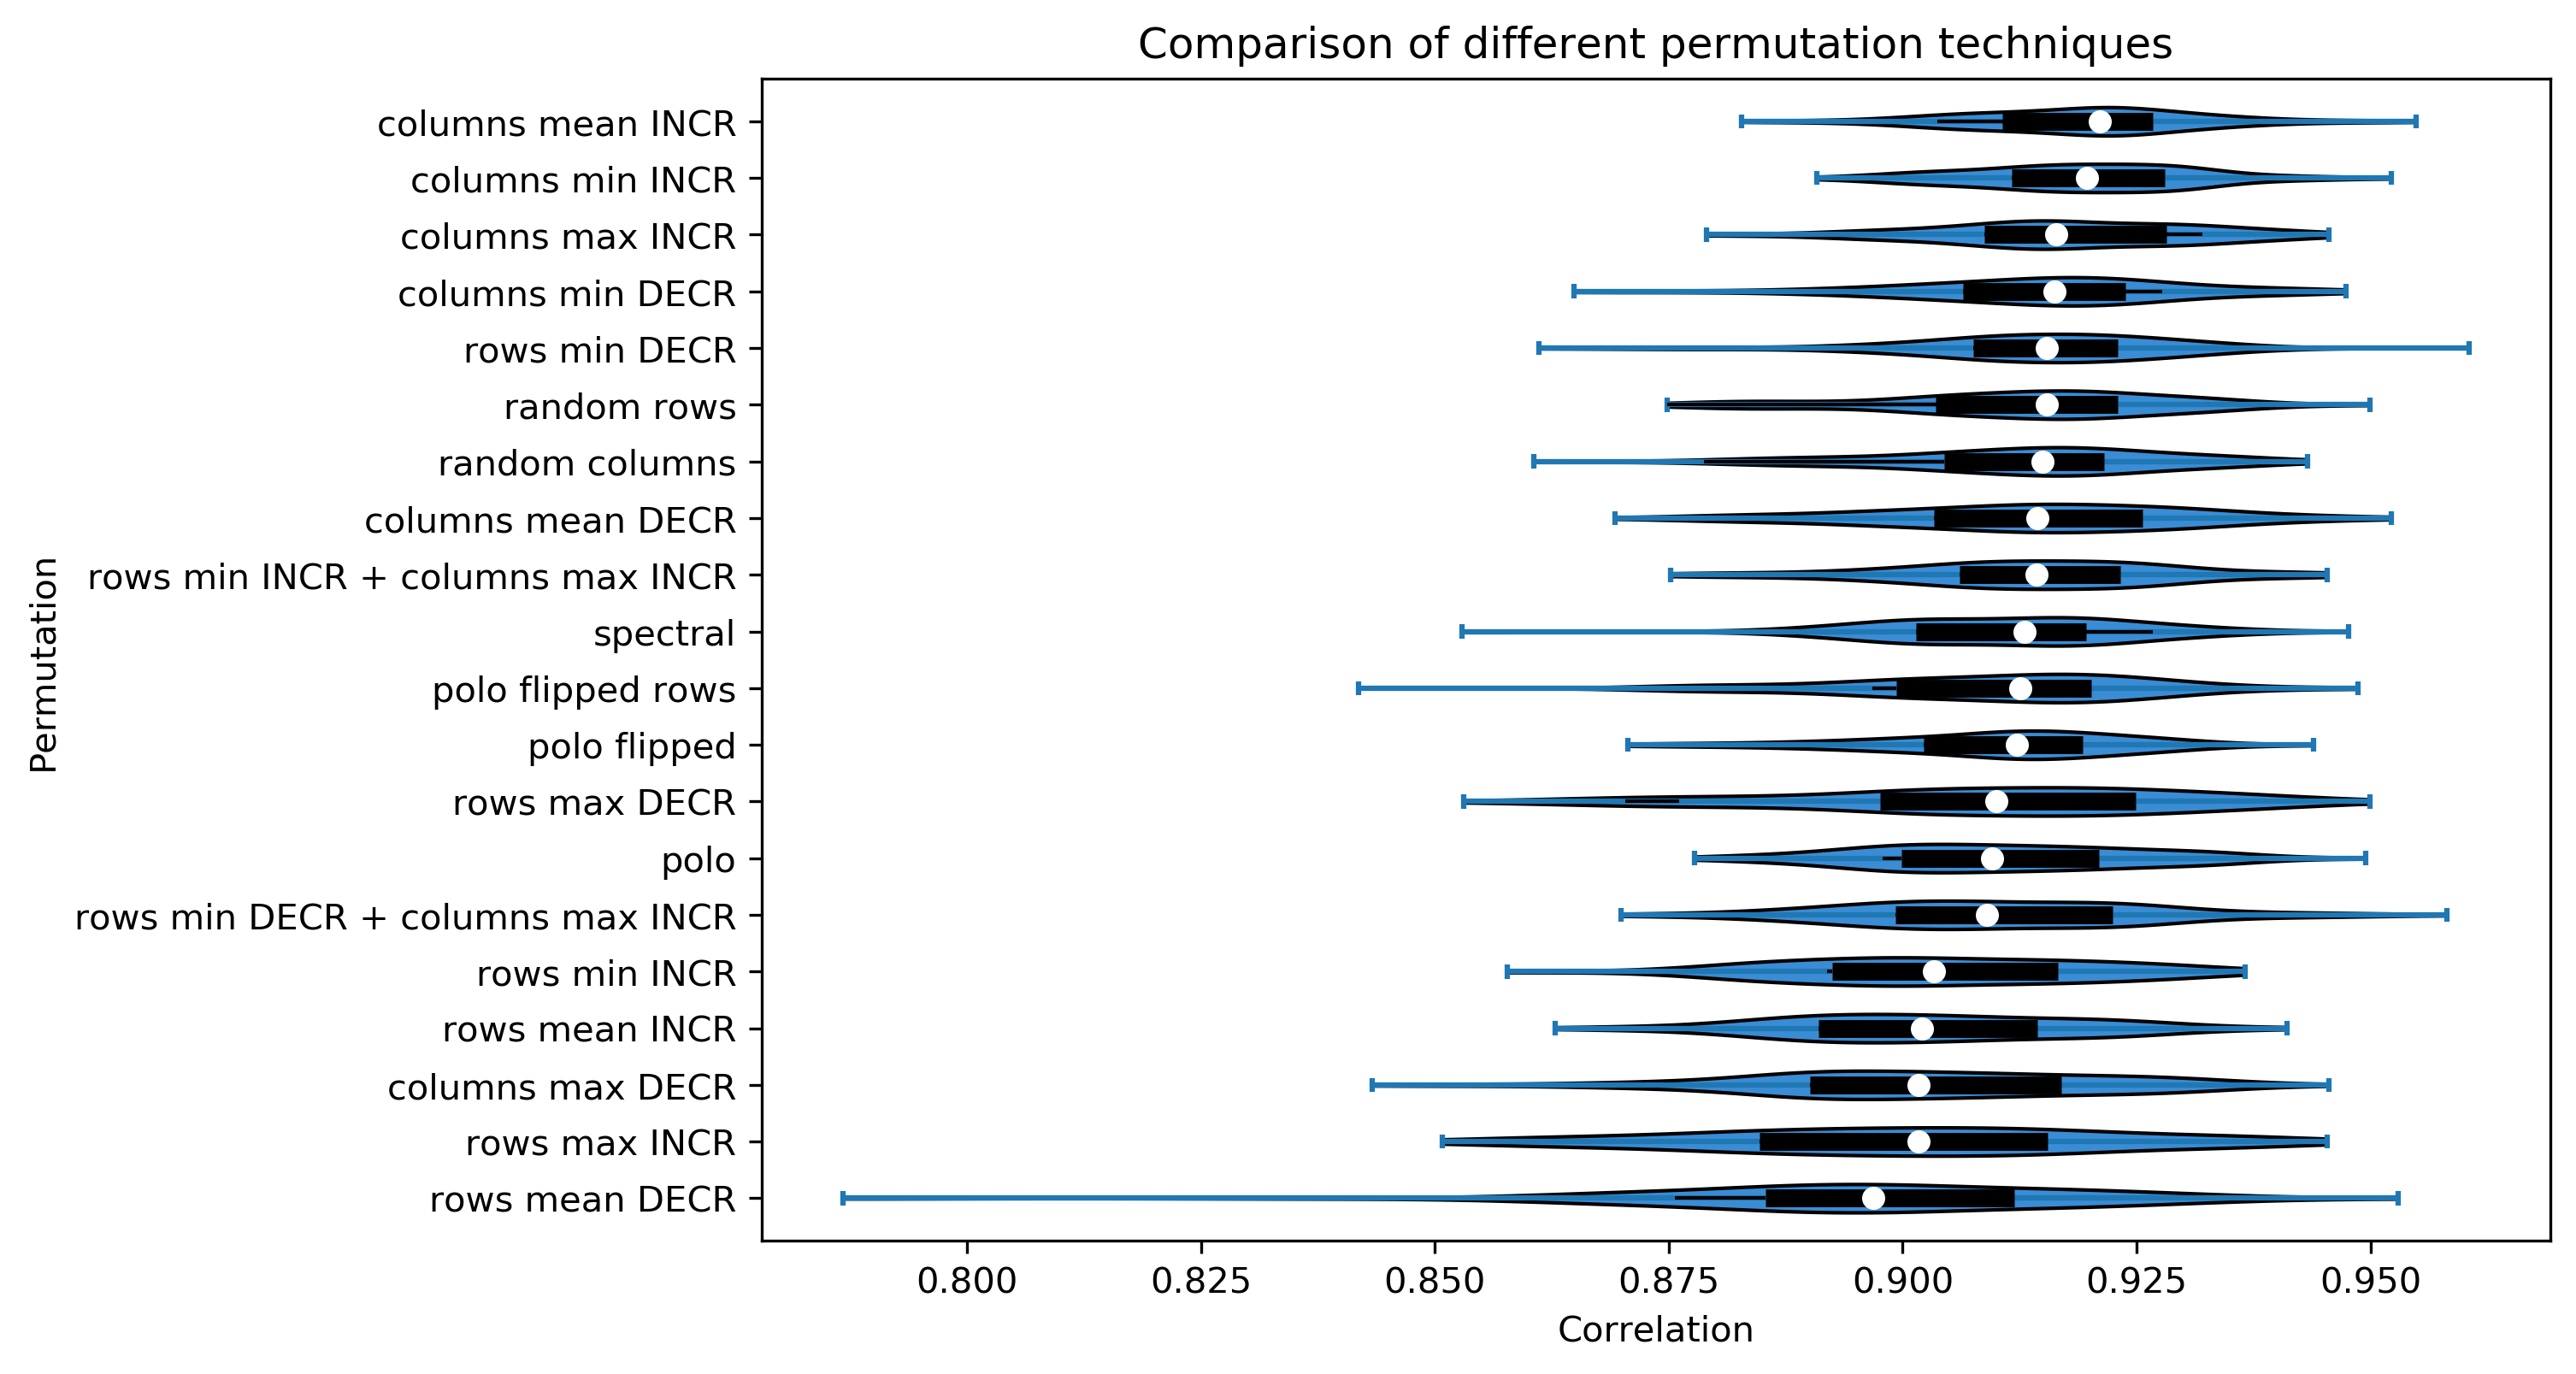 Comparison of different permutation techniques
Permutation
columns mean INCR
columns min INCR
columns max INCR
columns min DECR
rows min DECR
random rows
random columns
columns mean DECR
rows min INCR + columns max INCR
spectral
polo flipped rows
polo flipped
rows max DECR
polo
rows min DECR + columns max INCR
rows min INCR
rows mean INCR
columns max DECR
rows max INCR
rows mean DECR
0.800 0.825 0.850 0.875 0.900 0.925 0.950
Correlation